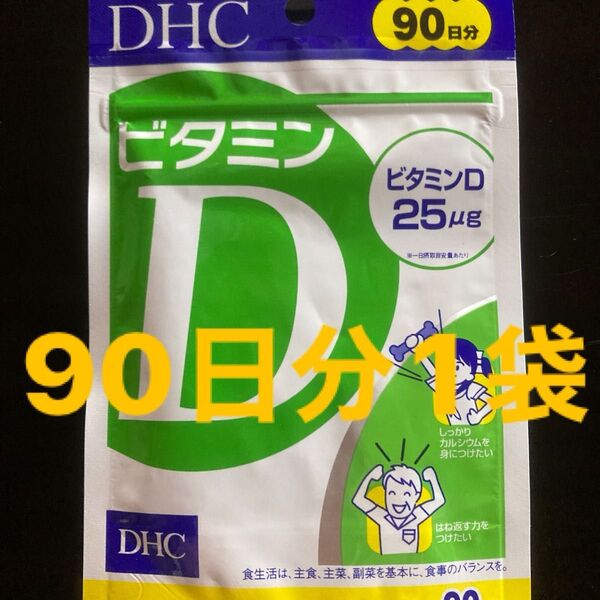 DHC
90日分
ビタミン
D
ビタミンD
25μg
※一日摂取目安量あたり
90日分1袋
しっかり
カルシウムを
身につけたい
はね返す力を
つけたい
DHC
食生活は、主食、主菜、副菜を基本に、食事のバランスを。